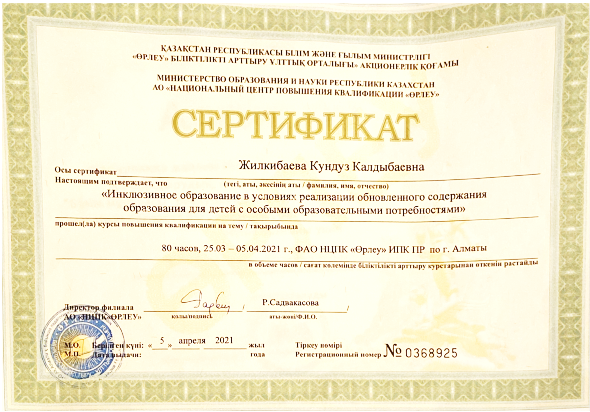 ҚАЗАҚСТАН РЕСПУБЛИКАСЫ БІЛІМ ЖӘНЕ ҒЫЛЫМ МИНИСТРЛІГІ
«ӨРЛЕУ» БІЛІКТІЛІКТІ АРТТЫРУ ҰЛТТЫҚ ОРТАЛЫҒЫ» АКЦИОНЕРЛІК ҚОҒАМЫ
МИНИСТЕРСТВО ОБРАЗОВАНИЯ И НАУКИ РЕСПУБЛИКИ КАЗАХСТАН
АО «НАЦИОНАЛЬНЫЙ ЦЕНТР ПОВЫШЕНИЯ КВАЛИФИКАЦИИ «ӨРЛЕУ»
СЕРТИФИКАТ
Осы сертификат Жилкибаева Кундуз Калдыбаевна
Настоящим подтверждает, что (тегі, аты, әкесінің аты / фамилия, имя, отчество)
«Инклюзивное образование в условиях реализации обновленного содержания
образования для детей с особыми образовательными потребностями»
прошел(ла) курсы повышения квалификации на тему / тақырыбында
80 часов, 25.03 – 05.04.2021 г., ФАО НЦПК «Өрлеу» ИПК ПР по г. Алматы
в объеме часов / сағат көлемінде біліктілікті арттыру курстарынан өткенін растайды
Директор филиала Р.Садвакасова
АО «НЦПК«ӨРЛЕУ» қолы/подпись аты-жөні/Ф.И.О.
М.О. Берілген күні: « 5 » апреля 2021 жыл Тіркеу нөмірі
М.П. Дата выдачи: года Регистрационный номер № 0368925